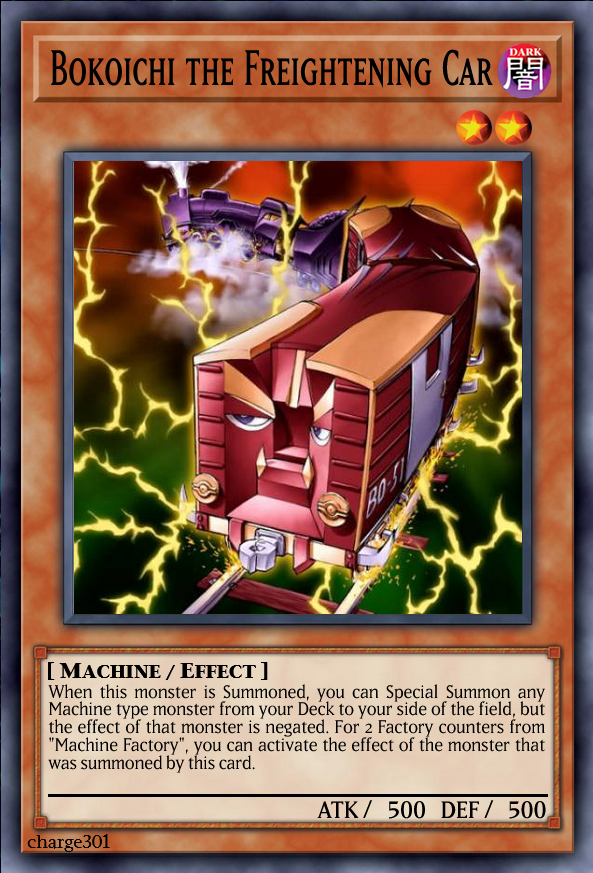 Bokoichi the Freightening Car
DARK
闇
BO-51
[ Machine / Effect ]
When this monster is Summoned, you can Special Summon any
Machine type monster from your Deck to your side of the field, but
the effect of that monster is negated. For 2 Factory counters from
"Machine Factory", you can activate the effect of the monster that
was summoned by this card.
ATK / 500 DEF / 500
charge301